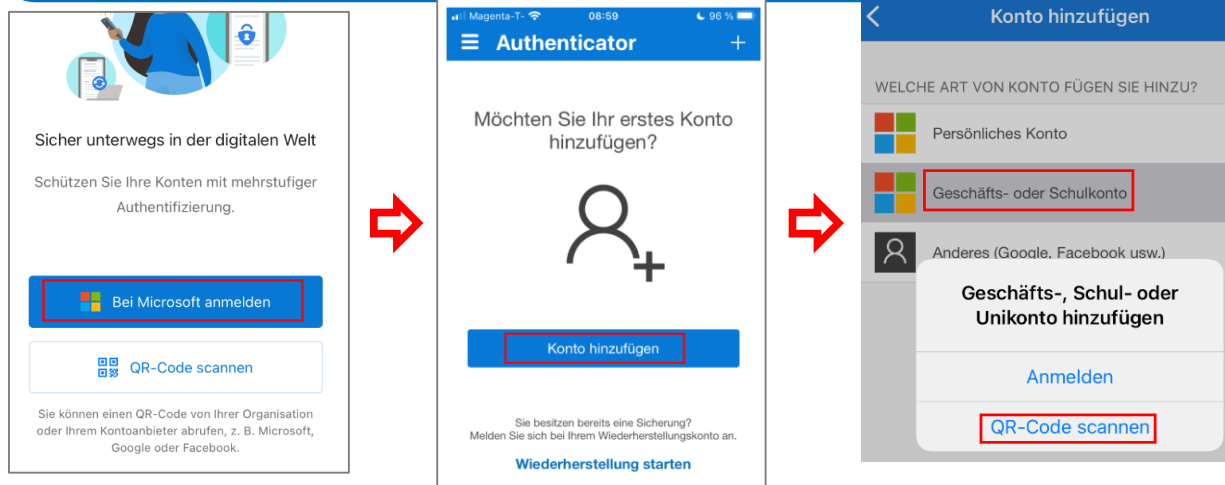 Sicher unterwegs in der digitalen Welt
Schützen Sie Ihre Konten mit mehrstufiger
Authentifizierung.
Bei Microsoft anmelden
QR-Code scannen
Sie können einen QR-Code von Ihrer Organisation
oder Ihrem Kontoanbieter abrufen, z. B. Microsoft,
Google oder Facebook.
Magenta-T- 08:59 96 %
Authenticator
Möchten Sie Ihr erstes Konto
hinzufügen?
Konto hinzufügen
Sie besitzen bereits eine Sicherung?
Melden Sie sich bei Ihrem Wiederherstellungskonto an.
Wiederherstellung starten
Konto hinzufügen
WELCHE ART VON KONTO FÜGEN SIE HINZU?
Persönliches Konto
Geschäfts- oder Schulkonto
Anderes (Google, Facebook usw.)
Geschäfts-, Schul- oder
Unikonto hinzufügen
Anmelden
QR-Code scannen